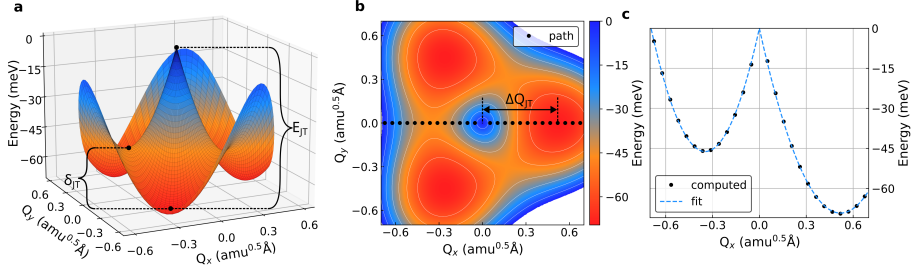 a
0
−15
−30
−45
−60
Energy (meV)
E_JT
δ_JT
0.6
0.3
0.0
−0.3
−0.6
Q_y (amu^0.5Å)
−0.6
−0.3
0.0
0.3
0.6
Q_x (amu^0.5Å)
b
path
ΔQ_JT
0.6
0.3
0.0
−0.3
−0.6
Q_y (amu^0.5Å)
−0.6
−0.3
0.0
0.3
0.6
Q_x (amu^0.5Å)
0
−15
−30
−45
−60
Energy (meV)
c
computed
fit
−0.6
−0.3
0.0
0.3
0.6
Q_x (amu^0.5Å)
0
−15
−45
−60
Energy (meV)